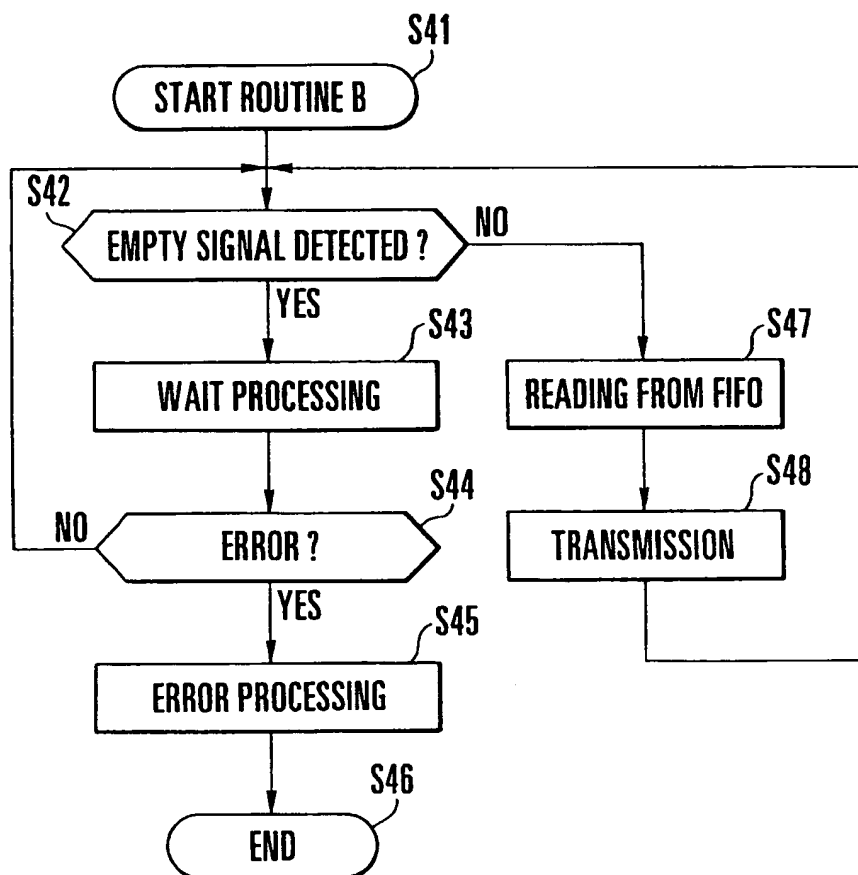 S41
START ROUTINE B
S42
EMPTY SIGNAL DETECTED ?
NO
YES
S43
WAIT PROCESSING
S47
READING FROM FIFO
S44
ERROR ?
NO
S48
TRANSMISSION
YES
S45
ERROR PROCESSING
S46
END